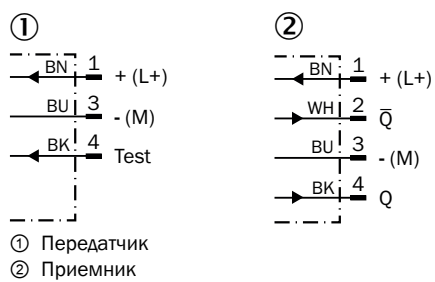 ①
BN 1 + (L+)
BU 3 - (M)
BK 4 Test
②
BN 1 + (L+)
WH 2 Q̅
BU 3 - (M)
BK 4 Q
① Передатчик
② Приемник